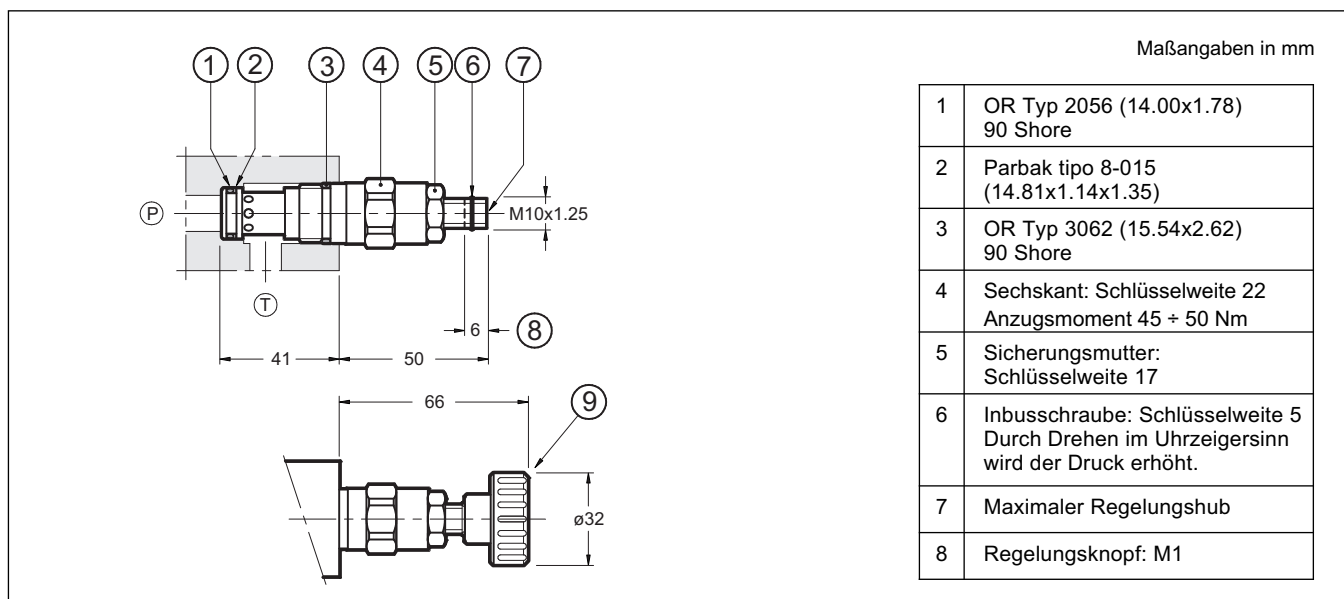 Maßangaben in mm
1 2 3 4 5 6 7
P
M10x1.25
T
6 8
41 50
66 9
ø32
1 OR Typ 2056 (14.00x1.78)
90 Shore
2 Parbak tipo 8-015
(14.81x1.14x1.35)
3 OR Typ 3062 (15.54x2.62)
90 Shore
4 Sechskant: Schlüsselweite 22
Anzugsmoment 45 ÷ 50 Nm
5 Sicherungsmutter:
Schlüsselweite 17
6 Inbusschraube: Schlüsselweite 5
Durch Drehen im Uhrzeigersinn
wird der Druck erhöht.
7 Maximaler Regelungshub
8 Regelungsknopf: M1